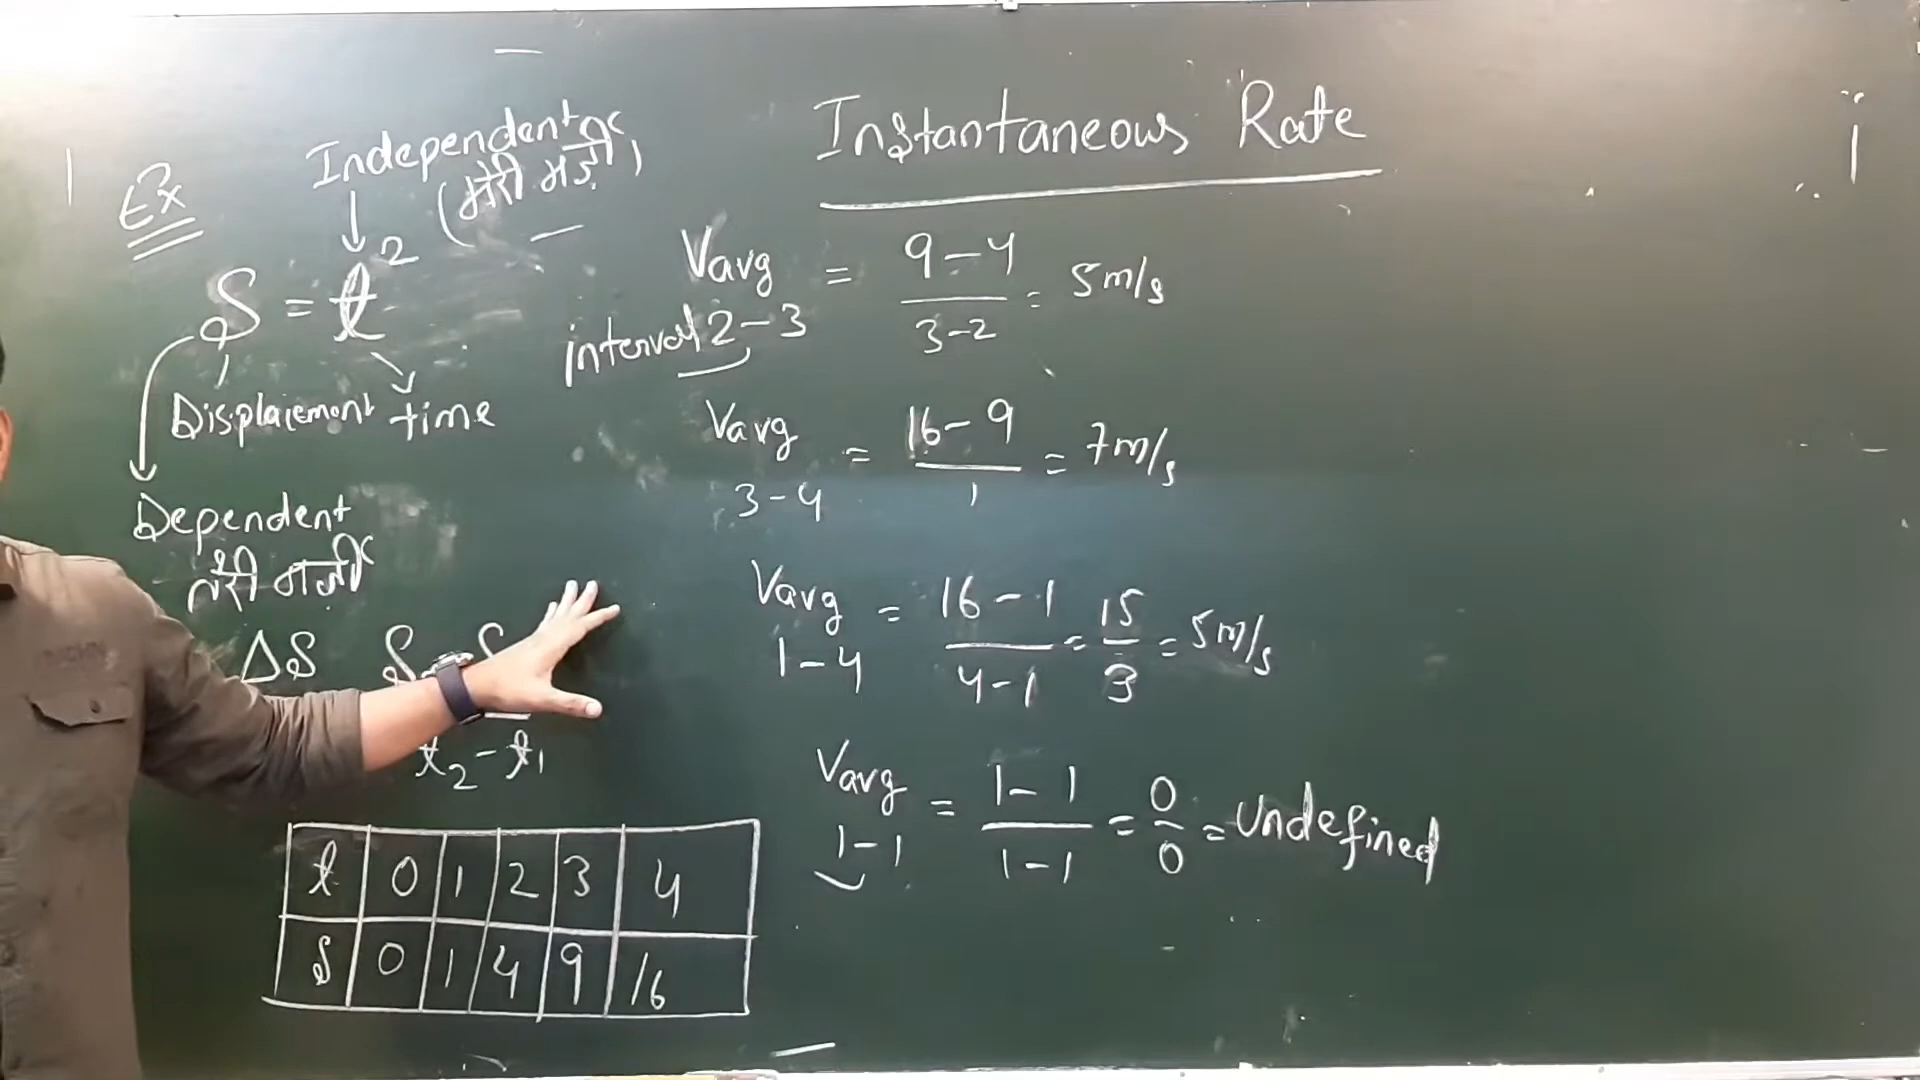 Instantaneous Rate
Ex
Independent
S = t²
Displacement time
Dependent
ΔS S - S
t₂ - t₁
t 0 1 2 3 4
S 0 1 4 9 16
Vavg = 9-4 / 3-2 = 5m/s
interval 2-3
Vavg = 16-9 / 1 = 7m/s
3-4
Vavg = 16-1 / 4-1 = 15 / 3 = 5m/s
1-4
Vavg = 1-1 / 1-1 = 0 / 0 = Undefined
1-1